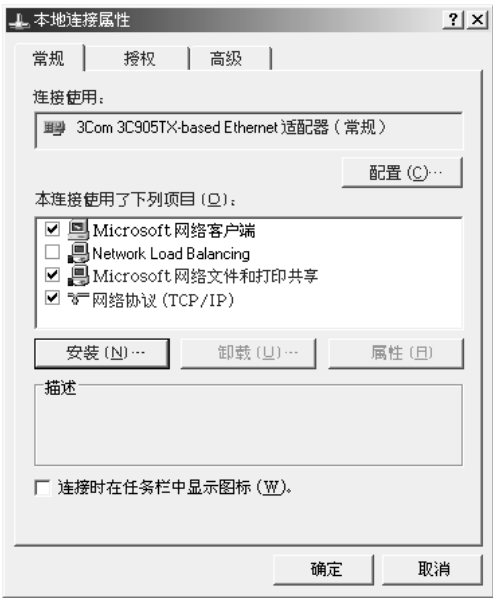 本地连接属性
常规 授权 高级
连接使用:
3Com 3C905TX-based Ethernet 适配器(常规)
配置(C)…
本连接使用了下列项目(O):
Microsoft 网络客户端
Network Load Balancing
Microsoft 网络文件和打印共享
网络协议(TCP/IP)
安装(N)… 卸载(U)… 属性(R)
描述
连接时在任务栏中显示图标(W)。
确定 取消